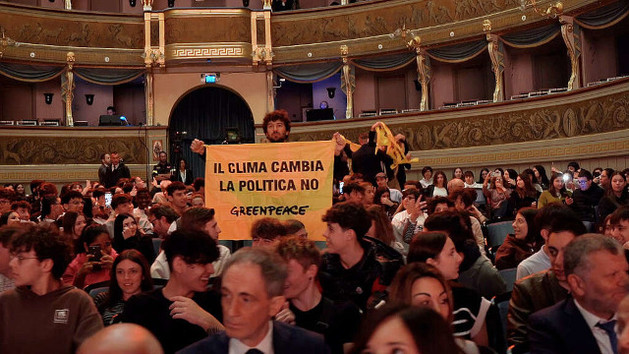 IL CLIMA CAMBIA
LA POLITICA NO
GREENPEACE